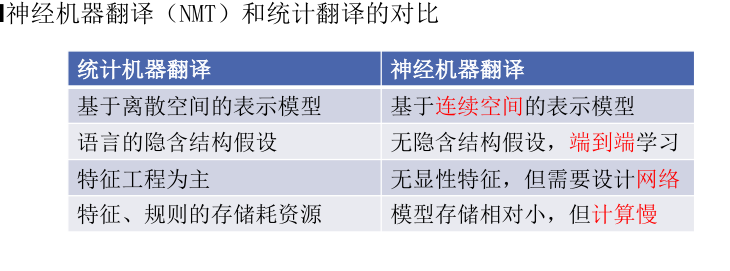 神经机器翻译（NMT）和统计翻译的对比
统计机器翻译 神经机器翻译
基于离散空间的表示模型 基于连续空间的表示模型
语言的隐含结构假设 无隐含结构假设，端到端学习
特征工程为主 无显性特征，但需要设计网络
特征、规则的存储耗资源 模型存储相对小，但计算慢